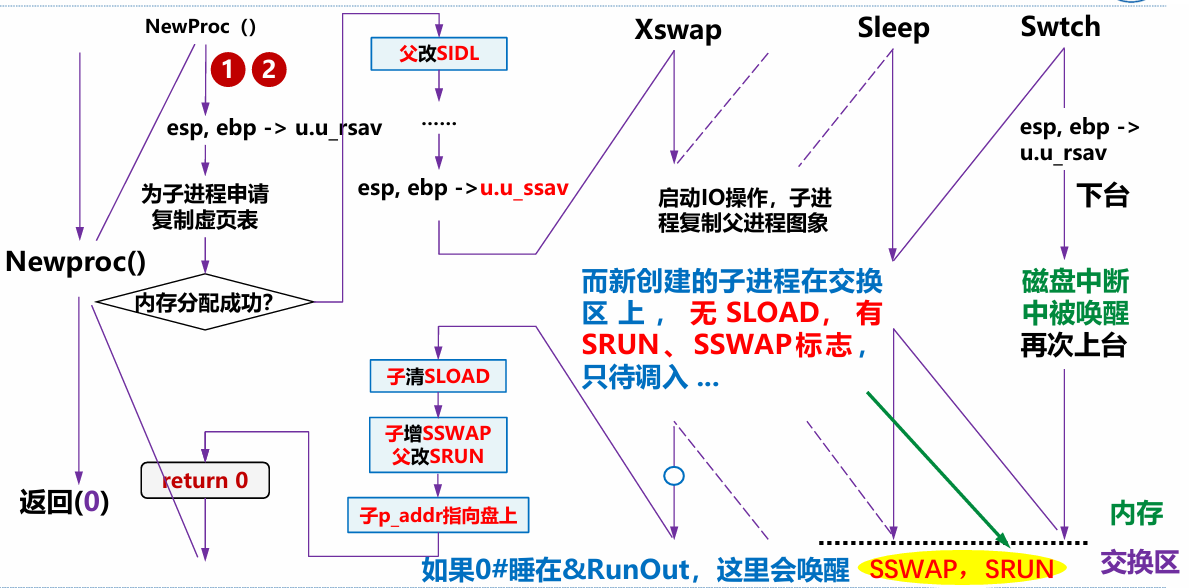 NewProc（）
1 2
esp, ebp -> u.u_rsav
为子进程申请
复制虚页表
Newproc()
内存分配成功？
返回(0)
return 0
父改SIDL
……
esp, ebp ->u.u_ssav
子清SLOAD
子增SSWAP
父改SRUN
子p_addr指向盘上
Xswap
启动IO操作，子进
程复制父进程图象
而新创建的子进程在交换
区上，无SLOAD，有
SRUN、SSWAP标志，
只待调入 ...
如果0#睡在&RunOut，这里会唤醒
Sleep
Swtch
esp, ebp ->
u.u_rsav
下台
磁盘中断
中被唤醒
再次上台
内存
交换区
SSWAP，SRUN